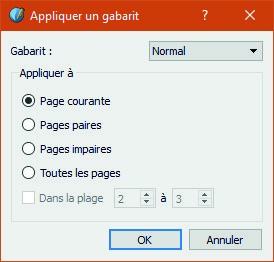 Appliquer un gabarit ?
Gabarit : Normal
Appliquer à
Page courante
Pages paires
Pages impaires
Toutes les pages
Dans la plage 2 à 3
OK Annuler